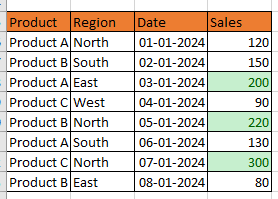 Product Region Date Sales
Product A North 01-01-2024 120
Product B South 02-01-2024 150
Product A East 03-01-2024 200
Product C West 04-01-2024 90
Product B North 05-01-2024 220
Product A South 06-01-2024 130
Product C North 07-01-2024 300
Product B East 08-01-2024 80